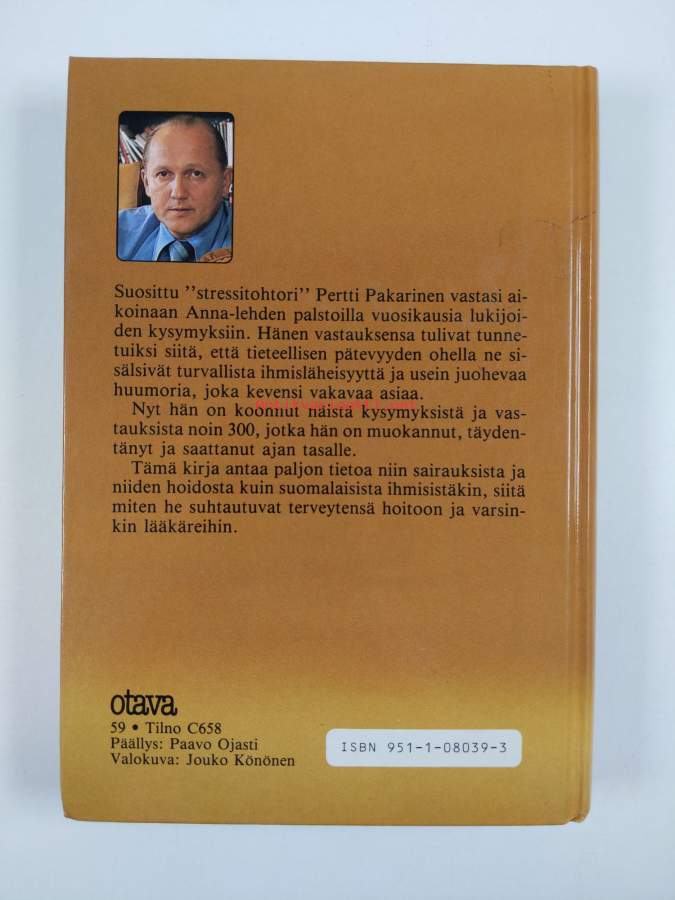 Suosittu ”stressitohtori” Pertti Pakarinen vastasi ai-
koinaan Anna-lehden palstoilla vuosikausia lukijoi-
den kysymyksiin. Hänen vastauksensa tulivat tunne-
tuiksi siitä, että tieteellisen pätevyyden ohella ne si-
sälsivät turvallista ihmisläheisyyttä ja usein juohevaa
huumoria, joka kevensi vakavaa asiaa.
Nyt hän on koonnut näistä kysymyksistä ja vas-
tauksista noin 300, jotka hän on muokannut, täyden-
tänyt ja saattanut ajan tasalle.
Tämä kirja antaa paljon tietoa niin sairauksista ja
niiden hoidosta kuin suomalaisista ihmisistäkin, siitä
miten he suhtautuvat terveytensä hoitoon ja varsin-
kin lääkäreihin.
otava
59 • Tilno C658
Päällys: Paavo Ojasti
Valokuva: Jouko Könönen
ISBN 951-1-08039-3